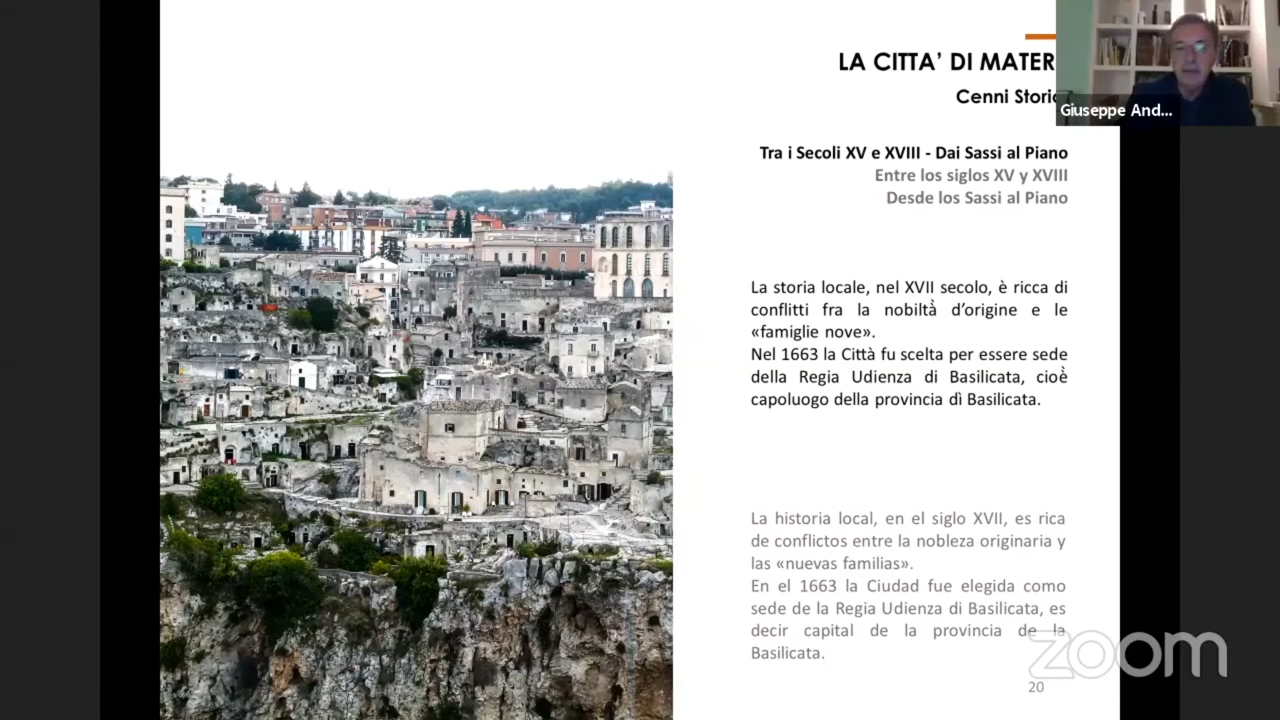 LA CITTA' DI MATER
Cenni Storic
Giuseppe And...
Tra i Secoli XV e XVIII - Dai Sassi al Piano
Entre los siglos XV y XVIII
Desde los Sassi al Piano
La storia locale, nel XVII secolo, è ricca di
conflitti fra la nobiltà d'origine e le
«famiglie nove».
Nel 1663 la Città fu scelta per essere sede
della Regia Udienza di Basilicata, cioè
capoluogo della provincia dì Basilicata.
La historia local, en el siglo XVII, es rica
de conflictos entre la nobleza originaria y
las «nuevas familias».
En el 1663 la Ciudad fue elegida como
sede de la Regia Udienza di Basilicata, es
decir capital de la provincia de la
Basilicata.
zoom
20